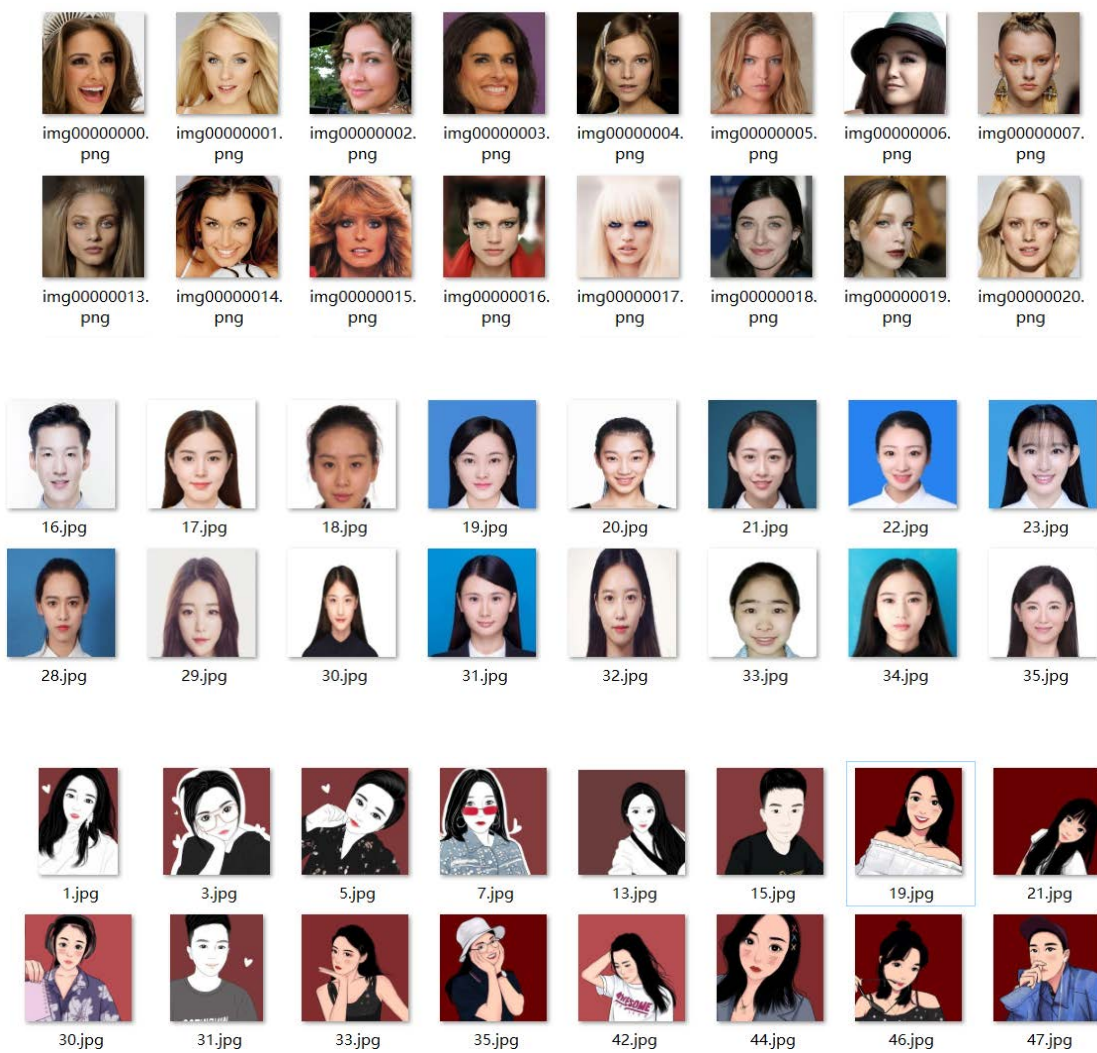 img00000000. img00000001. img00000002. img00000003. img00000004. img00000005. img00000006. img00000007.
png png png png png png png png
img00000013. img00000014. img00000015. img00000016. img00000017. img00000018. img00000019. img00000020.
png png png png png png png png
16.jpg 17.jpg 18.jpg 19.jpg 20.jpg 21.jpg 22.jpg 23.jpg
28.jpg 29.jpg 30.jpg 31.jpg 32.jpg 33.jpg 34.jpg 35.jpg
1.jpg 3.jpg 5.jpg 7.jpg 13.jpg 15.jpg 19.jpg 21.jpg
AWESOME
30.jpg 31.jpg 33.jpg 35.jpg 42.jpg 44.jpg 46.jpg 47.jpg